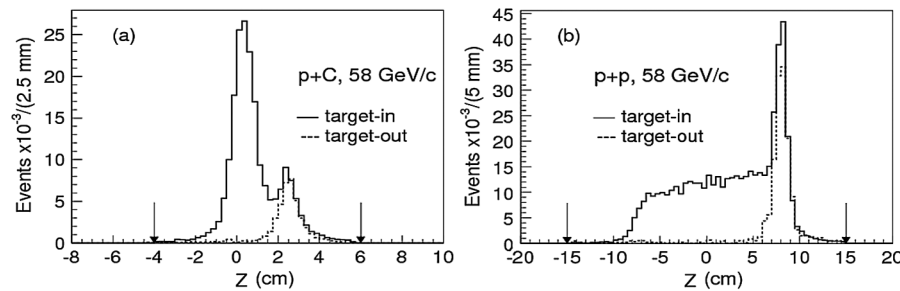 (a)
p+C, 58 GeV/c
target-in
target-out
Events x10⁻³/(2.5 mm)
25
20
15
10
5
0
-8 -6 -4 -2 0 2 4 6 8 10
Z (cm)
(b)
p+p, 58 GeV/c
target-in
target-out
Events x10⁻³/(5 mm)
45
40
35
30
25
20
15
10
5
0
-20 -15 -10 -5 0 5 10 15 20
Z (cm)